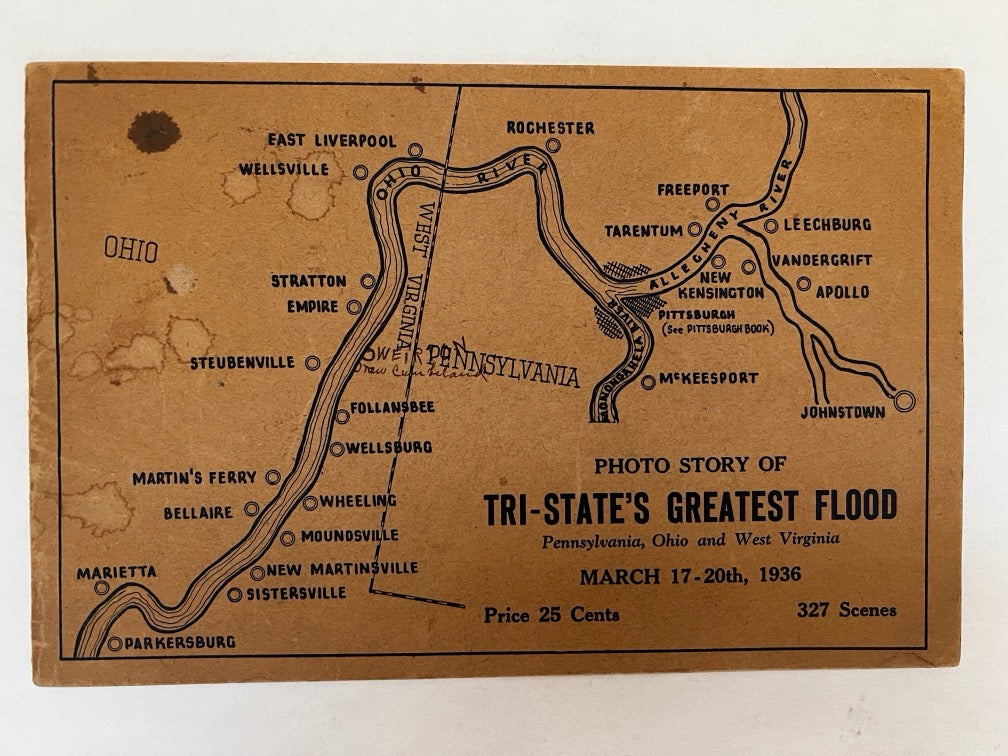 EAST LIVERPOOL
ROCHESTER
WELLSVILLE
OHIO RIVER
FREEPORT
ALLEGHENY RIVER
TARENTUM
LEECHBURG
OHIO
WEST VIRGINIA
VANDERGRIFT
NEW
KENSINGTON
APOLLO
STRATTON
EMPIRE
PITTSBURGH
(SEE PITTSBURGH BOOK)
MONONGAHELA RIVER
WEIRTON
PENNSYLVANIA
STEUBENVILLE
MCKEESPORT
FOLLANSBEE
JOHNSTOWN
WELLSBURG
MARTIN'S FERRY
WHEELING
BELLAIRE
MOUNDSVILLE
MARIETTA
NEW MARTINSVILLE
SISTERSVILLE
PARKERSBURG
PHOTO STORY OF
TRI-STATE'S GREATEST FLOOD
Pennsylvania, Ohio and West Virginia
MARCH 17-20th, 1936
Price 25 Cents
327 Scenes